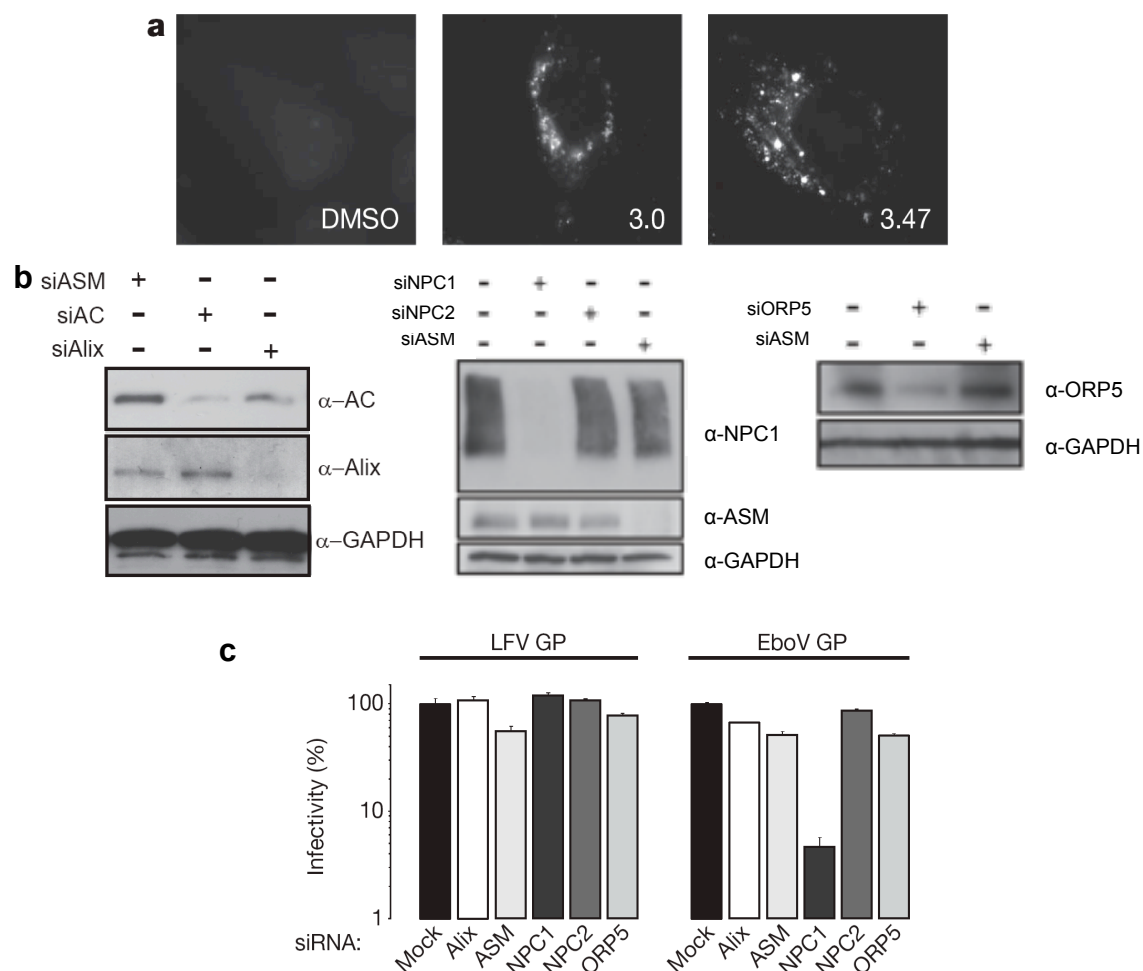 a
DMSO
3.0
3.47
b
siASM + - -
siAC - + -
siAlix - - +
α–AC
α–Alix
α–GAPDH
siNPC1 - + - -
siNPC2 - - + -
siASM - - - +
α-NPC1
α-ASM
α-GAPDH
siORP5 - + -
siASM - - +
α-ORP5
α-GAPDH
c
LFV GP
EboV GP
Infectivity (%)
100
10
1
siRNA:
Mock
Alix
ASM
NPC1
NPC2
ORP5
Mock
Alix
ASM
NPC1
NPC2
ORP5